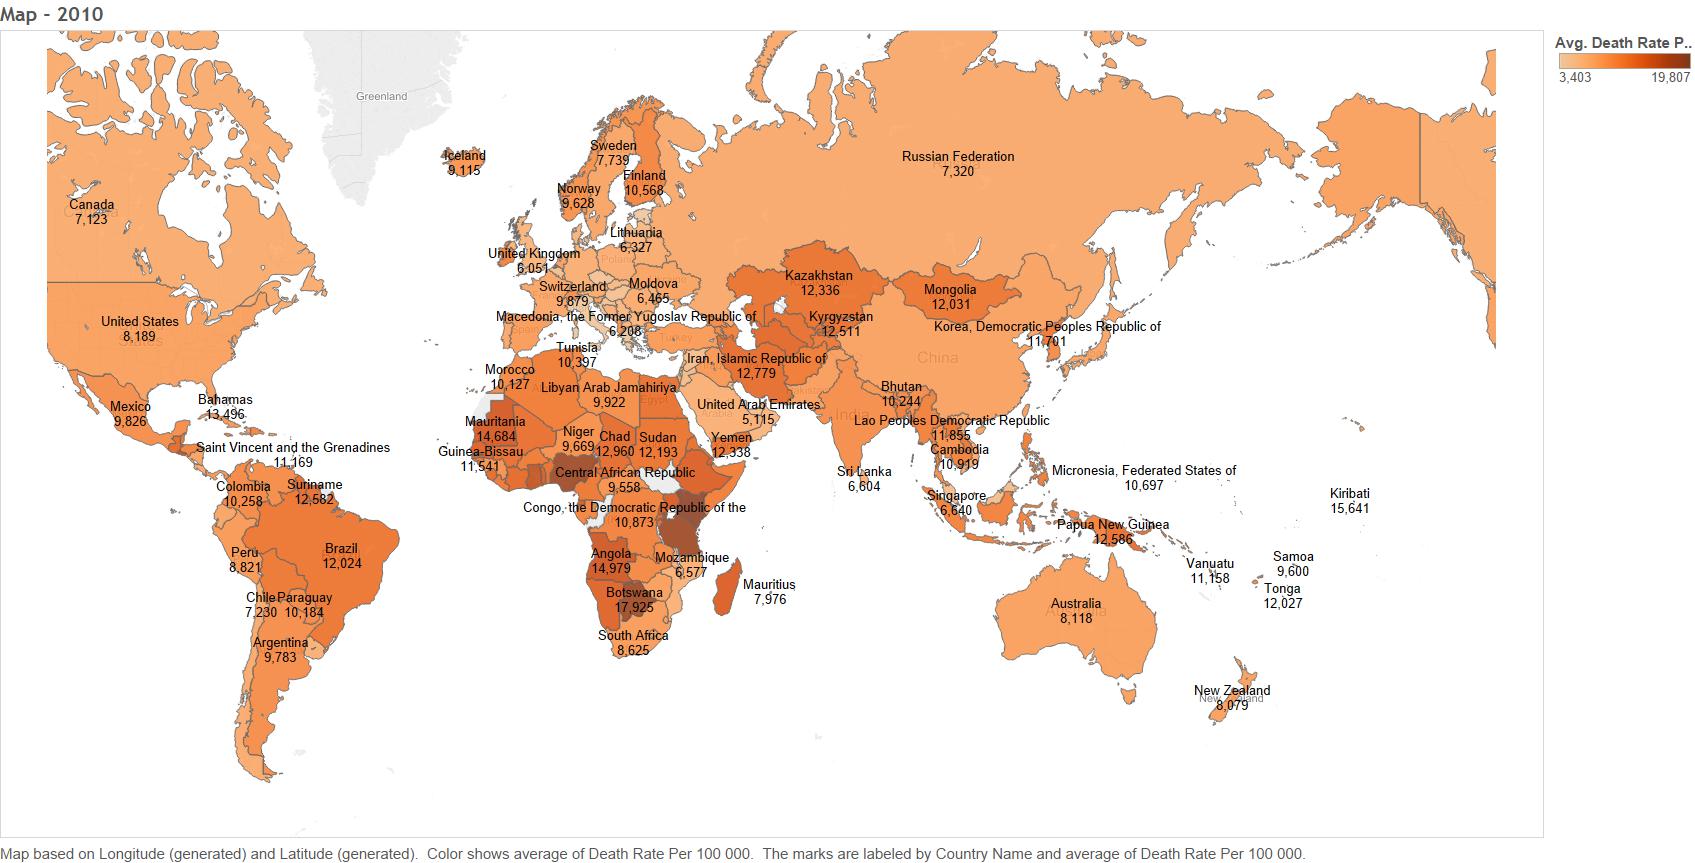 Map - 2010
Avg. Death Rate P..
3,403 19,807
Greenland
Iceland
9,115
Sweden
7,739
Finland
10,568
Norway
9,628
Russian Federation
7,320
Canada
7,123
Lithuania
6,327
United Kingdom
6,051
Poland
Switzerland
9,879
Moldova
6,465
Kazakhstan
12,336
Mongolia
12,031
United States
8,189
Macedonia, the Former Yugoslav Republic of
6,208
Kyrgyzstan
12,511
Korea, Democratic Peoples Republic of
11,701
Spain
Turkey
Tunisia
10,397
Iran, Islamic Republic of
12,779
China
Morocco
10,127
Libyan Arab Jamahiriya
9,922
Egypt
Bhutan
10,244
Bahamas
13,496
Mexico
9,826
United Arab Emirates
5,115
India
Mauritania
14,684
Lao Peoples Democratic Republic
11,855
Niger
9,669
Chad
12,960
Sudan
12,193
Yemen
12,338
Saint Vincent and the Grenadines
11,169
Guinea-Bissau
11,541
Cambodia
10,919
Central African Republic
9,558
Sri Lanka
6,604
Micronesia, Federated States of
10,697
Colombia
10,258
Suriname
12,582
Singapore
6,640
Kiribati
15,641
Congo, the Democratic Republic of the
10,873
Papua New Guinea
12,586
Peru
8,821
Brazil
12,024
Angola
14,979
Mozambique
6,577
Vanuatu
11,158
Samoa
9,600
Mauritius
7,976
Tonga
12,027
Chile
7,230
Paraguay
10,184
Botswana
17,925
Australia
8,118
Argentina
9,783
South Africa
8,625
New Zealand
8,079
Map based on Longitude (generated) and Latitude (generated).  Color shows average of Death Rate Per 100 000.  The marks are labeled by Country Name and average of Death Rate Per 100 000.